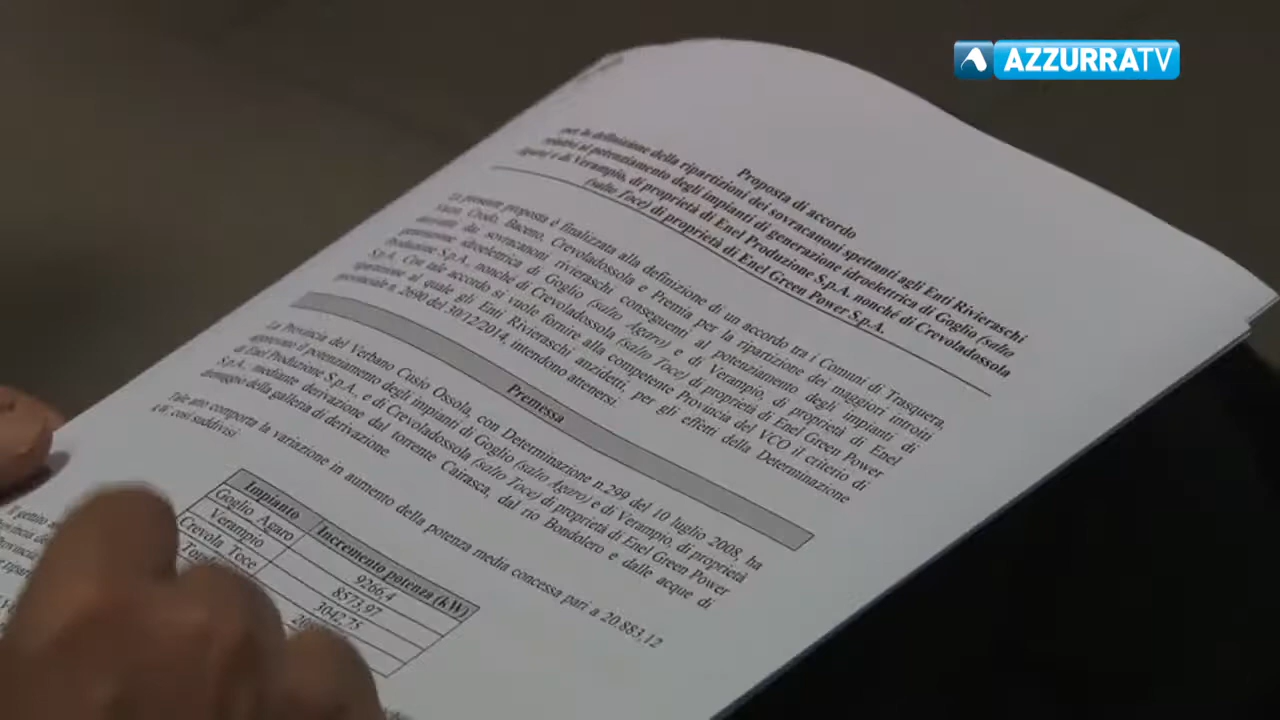 AZZURRATV
Proposta di accordo
per la definizione della ripartizioni dei sovracanoni spettanti agli Enti Rivieraschi
relativi al potenziamento degli impianti di generazione idroelettrica di Goglio (salto
Agaro) e di Verampio, di proprietà di Enel Produzione S.p.A. nonché di Crevoladossola
(salto Toce) di proprietà di Enel Green Power S.p.A.
La presente proposta è finalizzata alla definizione di un accordo tra i Comuni di Trasquera,
Varzo, Crodo, Baceno, Crevoladossola e Premia per la ripartizione dei maggiori introiti
derivanti da sovracanoni rivieraschi conseguenti al potenziamento degli impianti di
generazione idroelettrica di Goglio (salto Agaro) e di Verampio, di proprietà di Enel
Produzione S.p.A. nonché di Crevoladossola (salto Toce) di proprietà di Enel Green Power
S.p.A. Con tale accordo si vuole fornire alla competente Provincia del VCO il criterio di
ripartizione al quale gli Enti Rivieraschi anzidetti, per gli effetti della Determinazione
provinciale n. 2690 del 30/12/2014, intendono attenersi.
Premessa
La Provincia del Verbano Cusio Ossola, con Determinazione n.299 del 10 luglio 2008, ha
approvato il potenziamento degli impianti di Goglio (salto Agaro) e di Verampio, di proprietà
di Enel Produzione S.p.A., e di Crevoladossola (salto Toce) di proprietà di Enel Green Power
S.p.A., mediante derivazione dal torrente Cairasca, dal rio Bondolero e dalle acque di
drenaggio della galleria di derivazione.
Tale atto comporta la variazione in aumento della potenza media concessa pari a 20.883,12
kW, così suddivisi:
Impianto Incremento potenza (kW)
Goglio Agaro 9266,4
Verampio 8573,97
Crevola Toce 3042,75
Il gettito